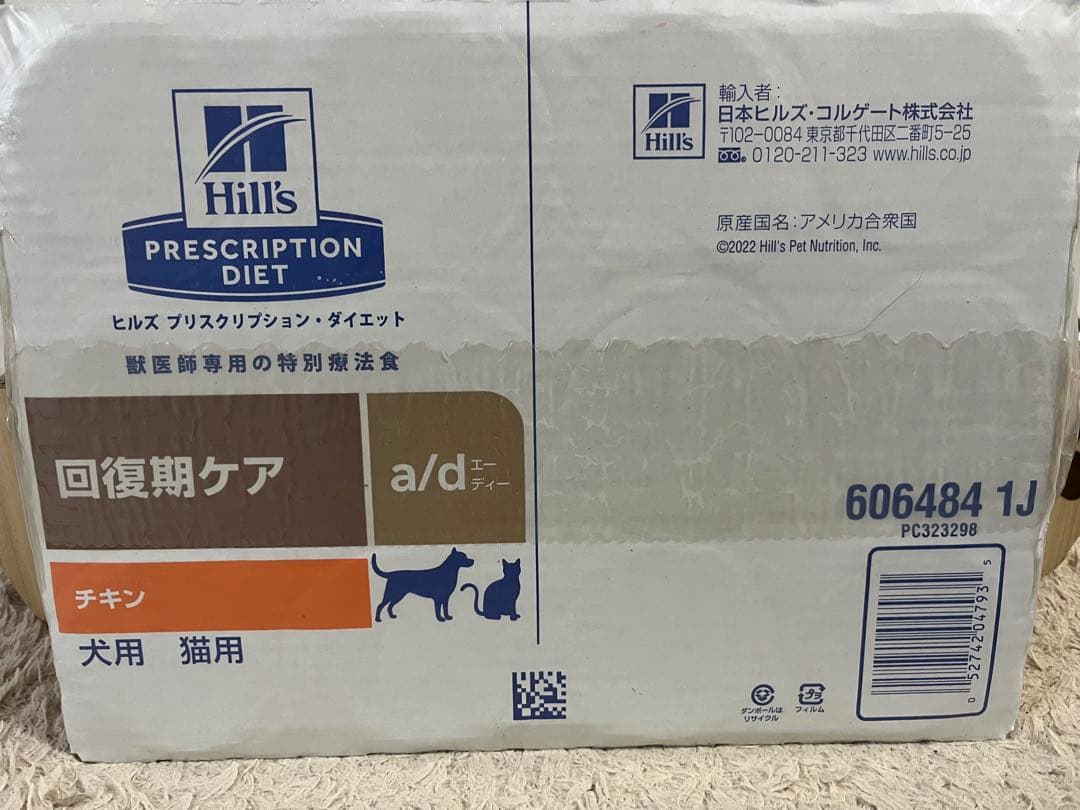 Hill's
PRESCRIPTION
DIET
ヒルズ プリスクリプション・ダイエット
獣医師専用の特別療法食
回復期ケア
a/d エー ディー
チキン
犬用 猫用
Hill's
輸入者:
日本ヒルズ・コルゲート株式会社
〒102-0084 東京都千代田区二番町5-25
0120-211-323 www.hills.co.jp
原産国名:アメリカ合衆国
©2022 Hill's Pet Nutrition, Inc.
606484 1J
PC323298
0 52742 04793 5
ダンボールは
リサイクル
プラ
フィルム